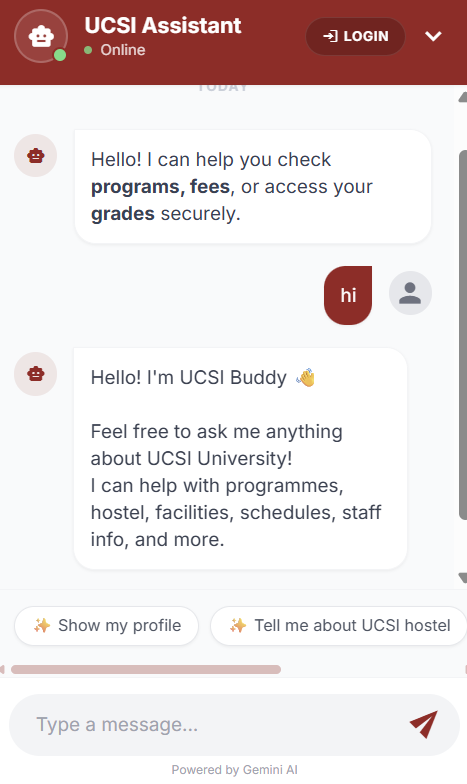 UCSI Assistant
Online
LOGIN
TODAY
Hello! I can help you check
programs, fees, or access your
grades securely.
hi
Hello! I'm UCSI Buddy 👋
Feel free to ask me anything
about UCSI University!
I can help with programmes,
hostel, facilities, schedules, staff
info, and more.
✨ Show my profile
✨ Tell me about UCSI hostel
Type a message...
Powered by Gemini AI